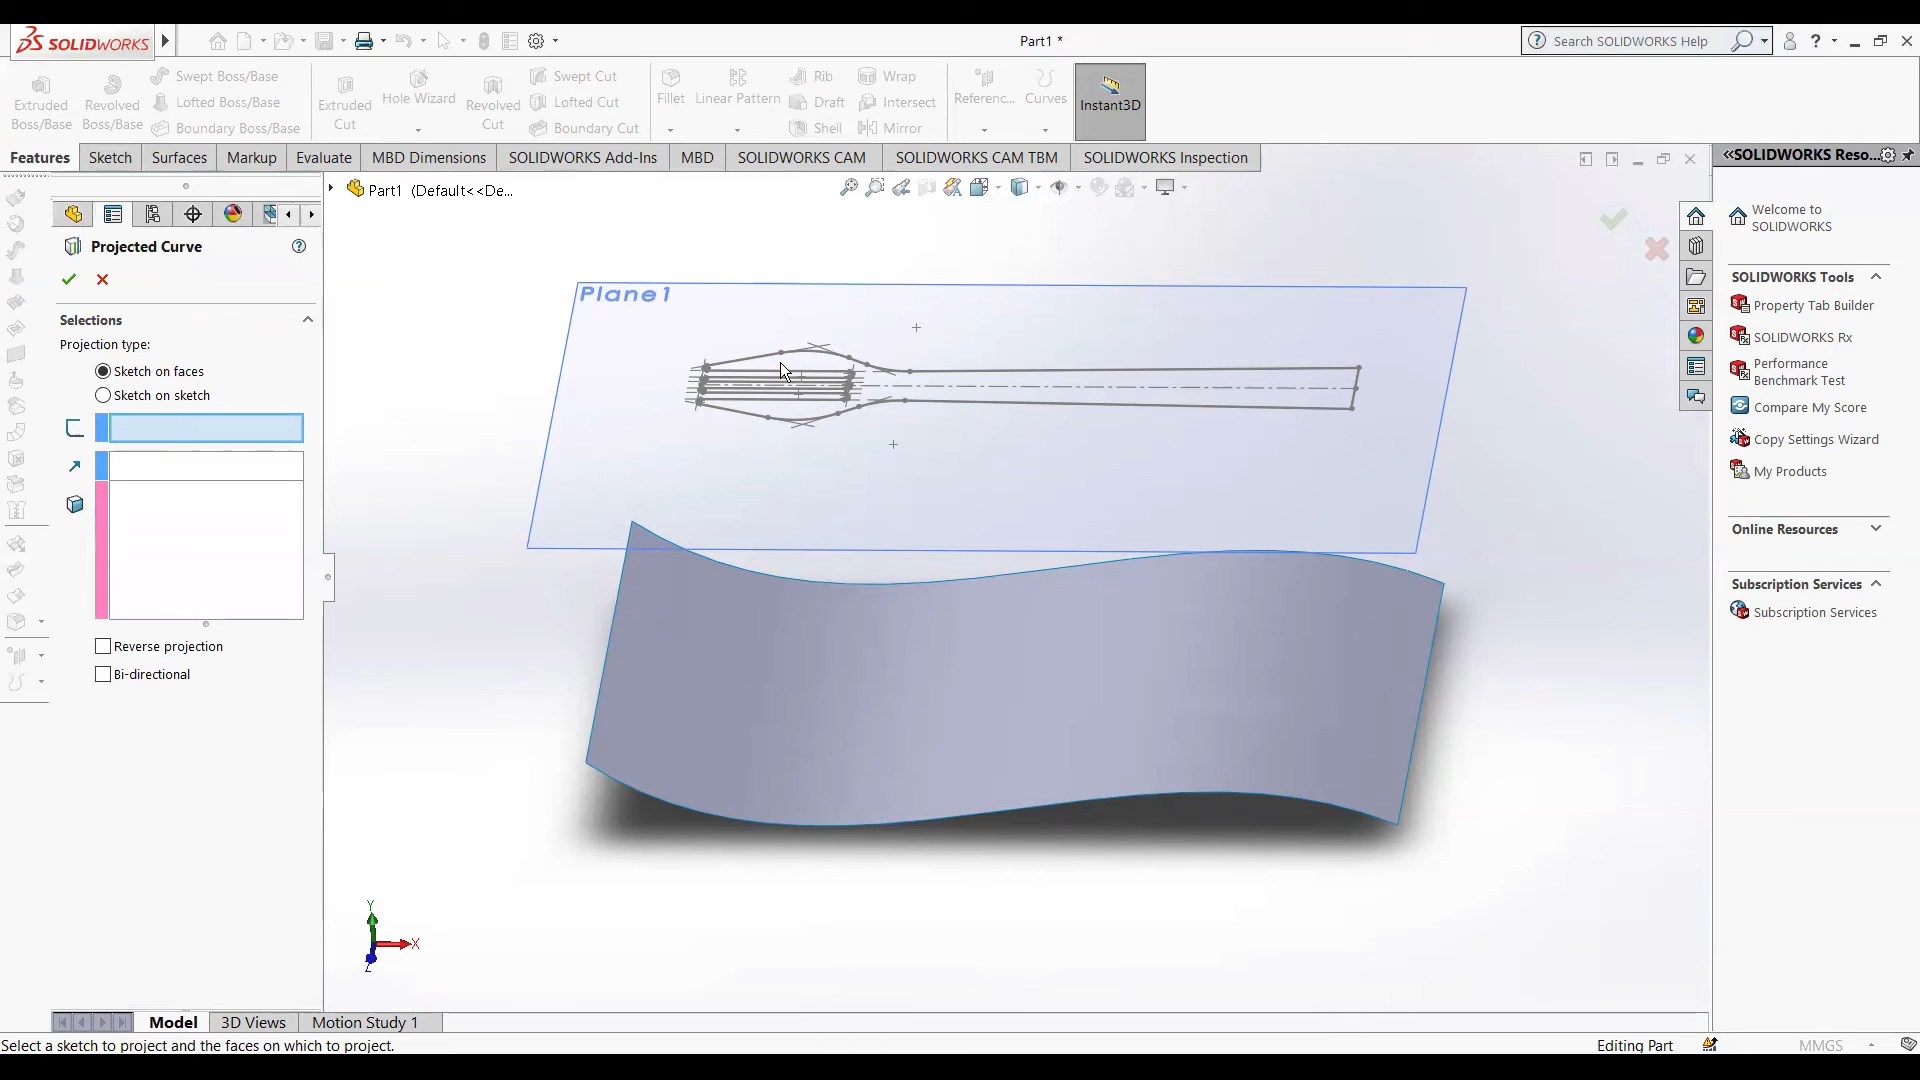 SOLIDWORKS
Part1 *
Search SOLIDWORKS Help
Extruded Boss/Base
Revolved Boss/Base
Swept Boss/Base
Lofted Boss/Base
Boundary Boss/Base
Extruded Cut
Hole Wizard
Revolved Cut
Swept Cut
Lofted Cut
Boundary Cut
Fillet
Linear Pattern
Rib
Draft
Shell
Wrap
Intersect
Mirror
Referenc...
Curves
Instant3D
Features
Sketch
Surfaces
Markup
Evaluate
MBD Dimensions
SOLIDWORKS Add-Ins
MBD
SOLIDWORKS CAM
SOLIDWORKS CAM TBM
SOLIDWORKS Inspection
SOLIDWORKS Reso...
Part1 (Default<<De...
Projected Curve
Selections
Projection type:
Sketch on faces
Sketch on sketch
Reverse projection
Bi-directional
Plane1
Y
X
Z
Welcome to
SOLIDWORKS
SOLIDWORKS Tools
Property Tab Builder
SOLIDWORKS Rx
Performance
Benchmark Test
Compare My Score
Copy Settings Wizard
My Products
Online Resources
Subscription Services
Subscription Services
Model
3D Views
Motion Study 1
Select a sketch to project and the faces on which to project.
Editing Part
MMGS